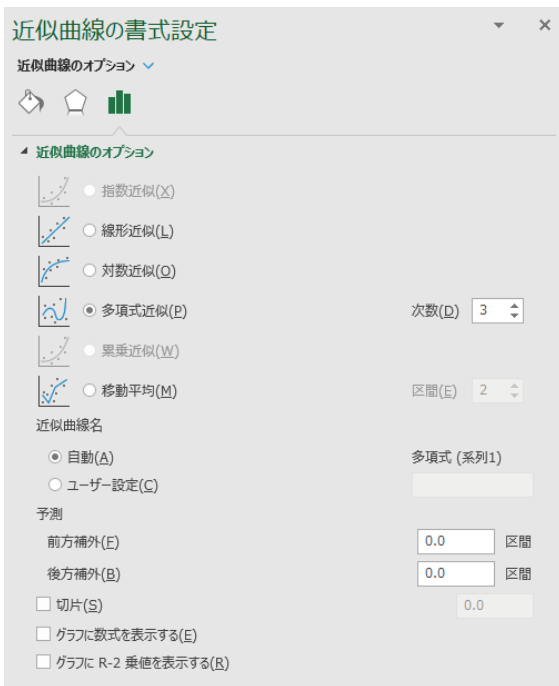 近似曲線の書式設定
近似曲線のオプション
近似曲線のオプション
指数近似(X)
線形近似(L)
対数近似(O)
多項式近似(P) 次数(D) 3
累乗近似(W)
移動平均(M) 区間(E) 2
近似曲線名
自動(A) 多項式 (系列1)
ユーザー設定(C)
予測
前方補外(F) 0.0 区間
後方補外(B) 0.0 区間
切片(S) 0.0
グラフに数式を表示する(E)
グラフに R-2 乗値を表示する(R)